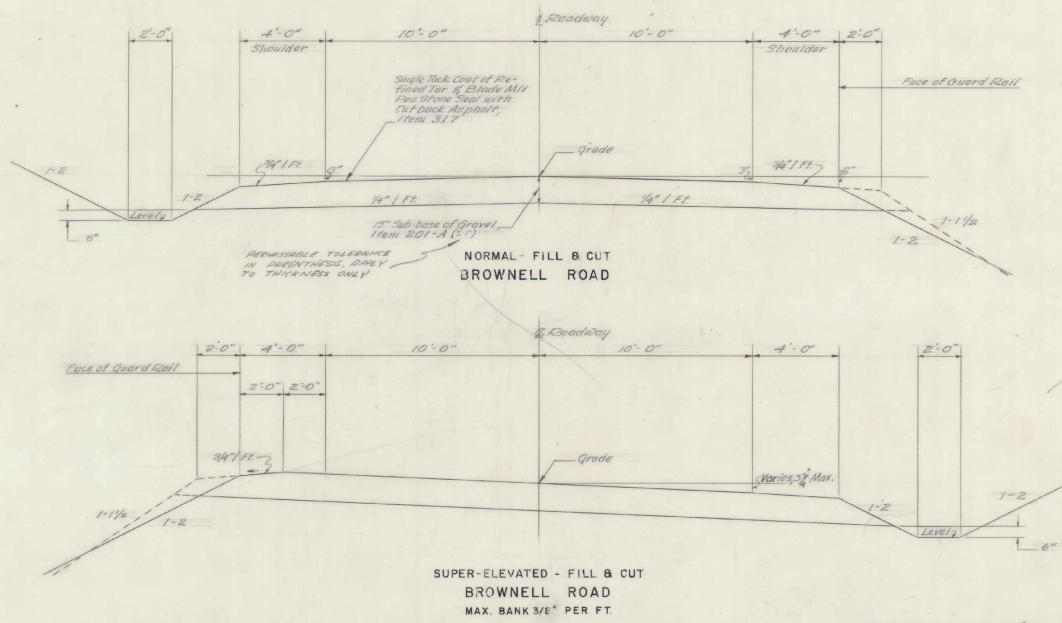 ℄ Roadway
2'-0" 4'-0" 10'-0" 10'-0" 4'-0" 2'-0"
Shoulder Shoulder
Single Tack Coat of Re-
fined Tar & Blade Mix
Pea Stone Seal with
Cutback Asphalt,
Item 3.17
Face of Guard Rail
Grade
1-2 3/4" / Ft. 3" 3/4" / Ft. 6"
1-2
Level 1/4" / Ft. 1/4" / Ft.
6"
15" Sub-base of Gravel,
Item 201-A (±1")
1-1 1/2
1-2
PERMISSABLE TOLERANCE
IN PARENTHESIS, APPLY
TO THICKNESS ONLY
NORMAL - FILL & CUT
BROWNELL ROAD
℄ Roadway
2'-0" 4'-0" 10'-0" 10'-0" 4'-0" 2'-0"
Face of Guard Rail
2'-0" 2'-0"
3/4" / Ft.
Grade
Varies, Max.
1-1 1/2 1-2
1-2 1-2
Level
6"
SUPER-ELEVATED - FILL & CUT
BROWNELL ROAD
MAX. BANK 3/8" PER FT.